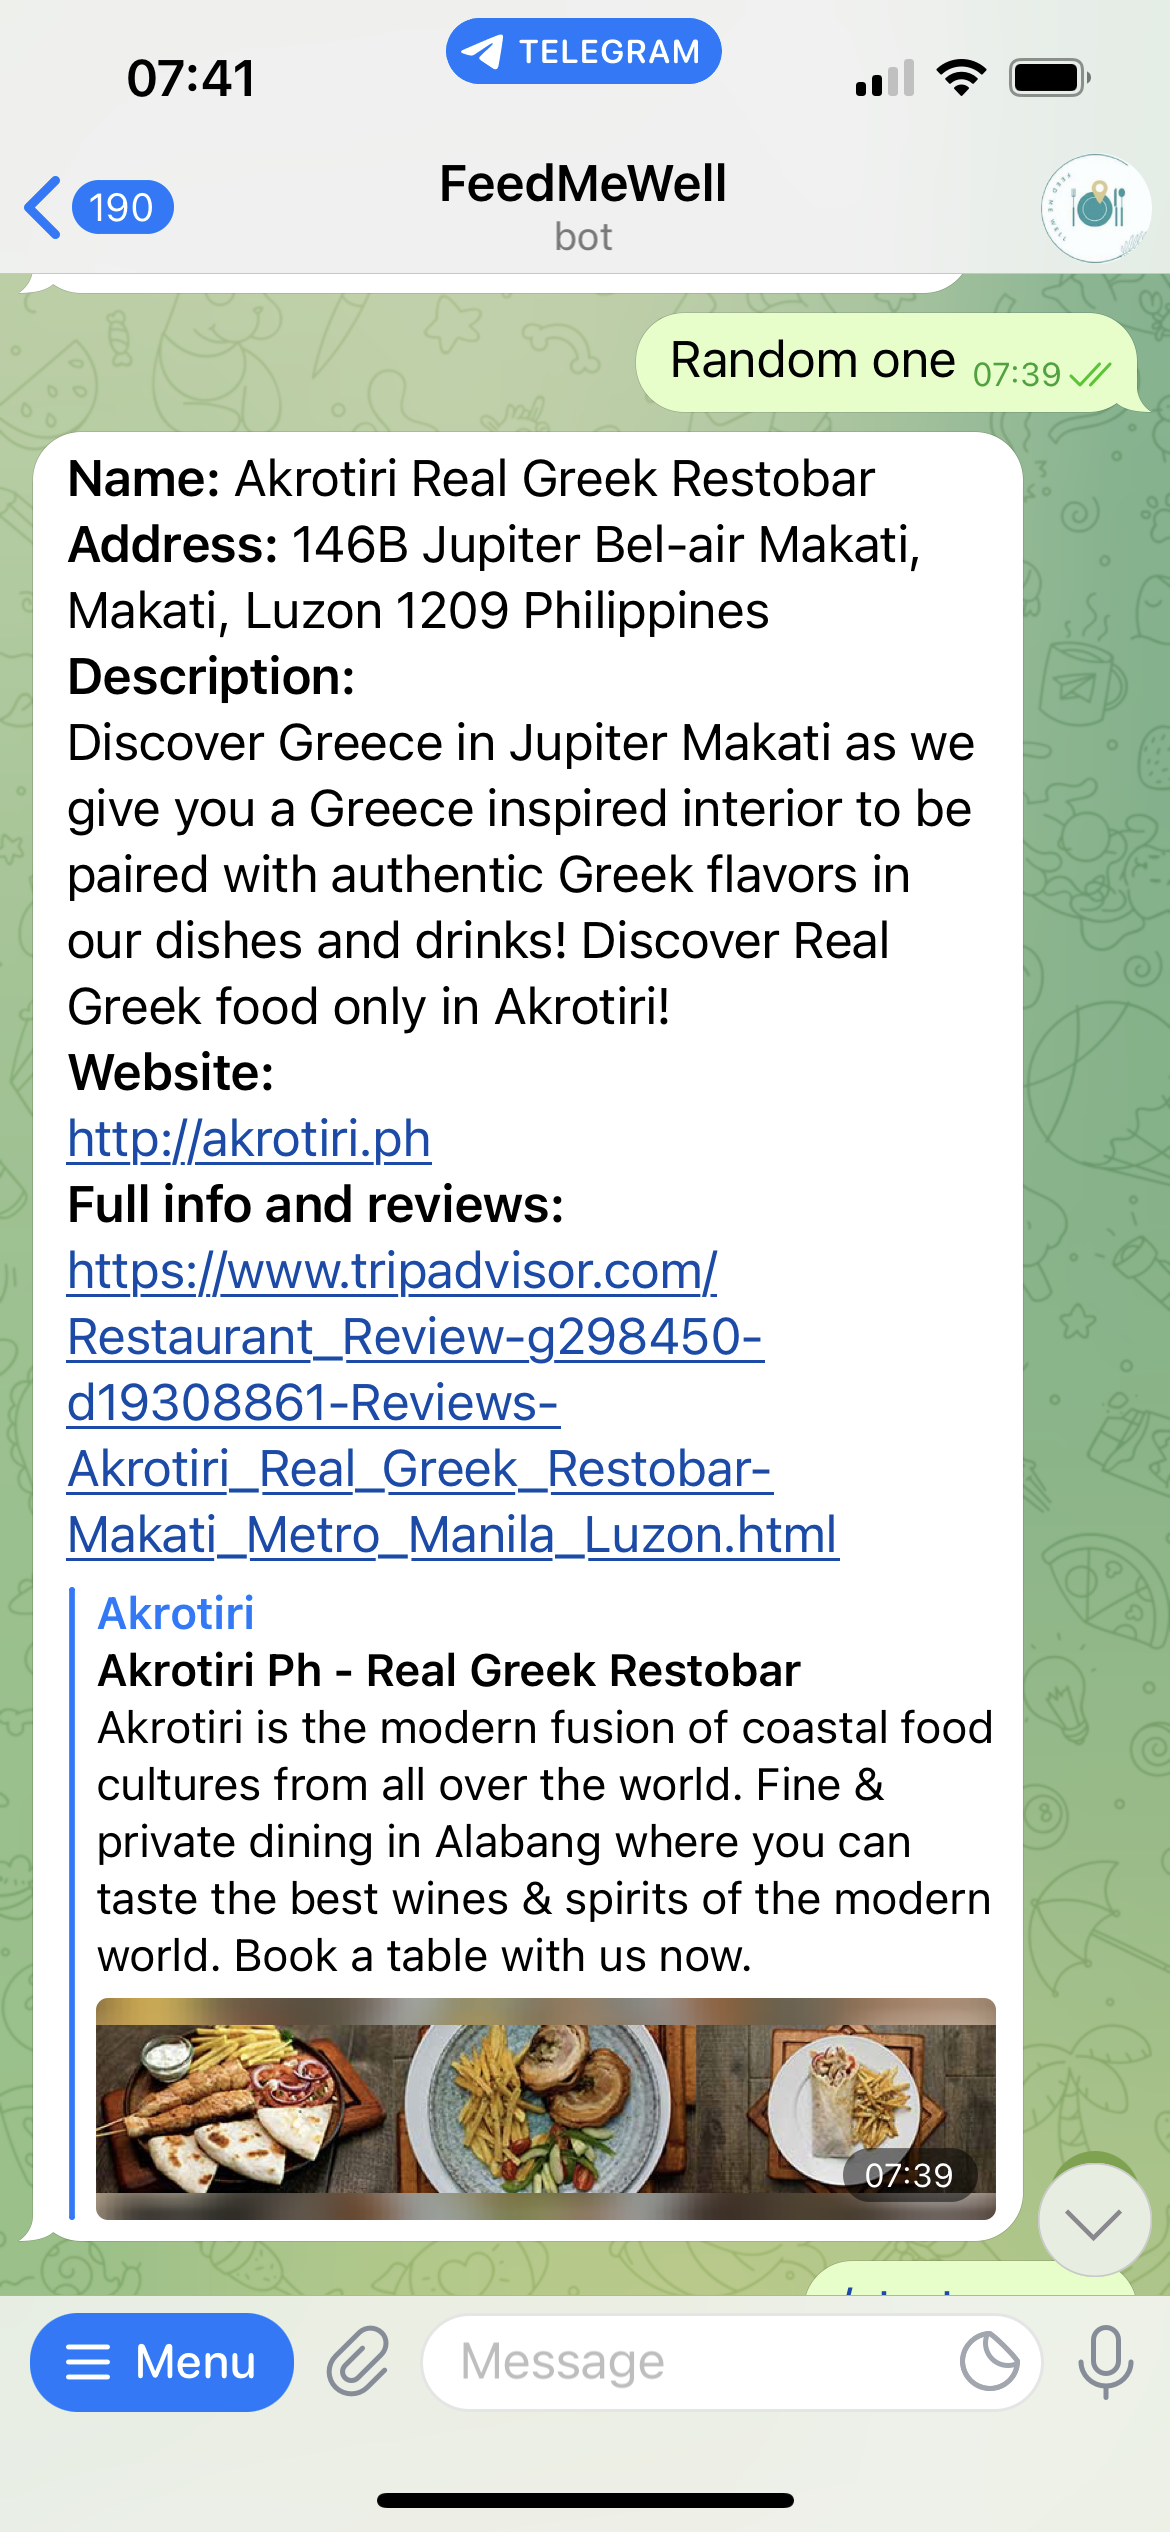 TELEGRAM
07:41
190
FeedMeWell
bot
FEED ME WELL
Random one 07:39
Name: Akrotiri Real Greek Restobar
Address: 146B Jupiter Bel-air Makati,
Makati, Luzon 1209 Philippines
Description:
Discover Greece in Jupiter Makati as we
give you a Greece inspired interior to be
paired with authentic Greek flavors in
our dishes and drinks! Discover Real
Greek food only in Akrotiri!
Website:
http://akrotiri.ph
Full info and reviews:
https://www.tripadvisor.com/
Restaurant_Review-g298450-
d19308861-Reviews-
Akrotiri_Real_Greek_Restobar-
Makati_Metro_Manila_Luzon.html
Akrotiri
Akrotiri Ph - Real Greek Restobar
Akrotiri is the modern fusion of coastal food
cultures from all over the world. Fine &
private dining in Alabang where you can
taste the best wines & spirits of the modern
world. Book a table with us now.
07:39
Menu
Message